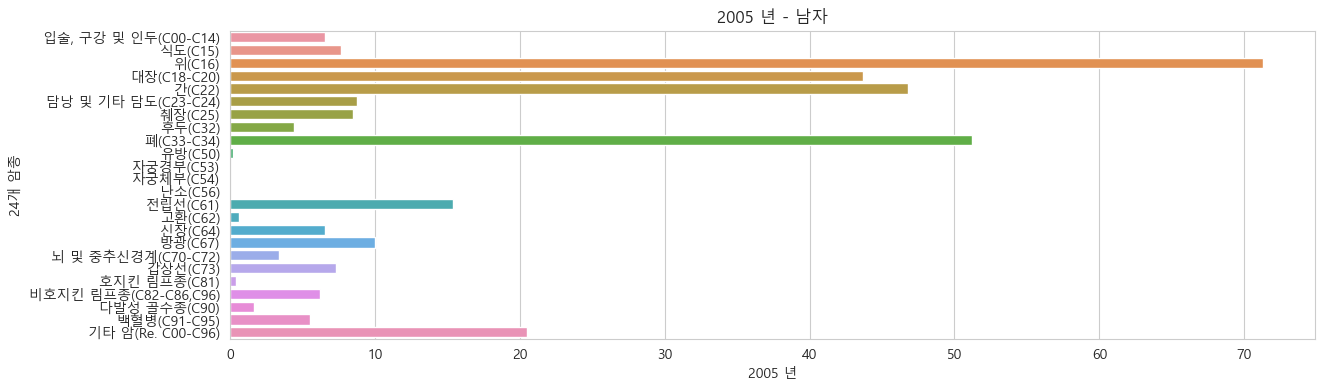 2005 년 - 남자
입술, 구강 및 인두(C00-C14)
식도(C15)
위(C16)
대장(C18-C20)
간(C22)
담낭 및 기타 담도(C23-C24)
췌장(C25)
후두(C32)
폐(C33-C34)
유방(C50)
자궁경부(C53)
자궁체부(C54)
난소(C56)
전립선(C61)
고환(C62)
신장(C64)
방광(C67)
뇌 및 중추신경계(C70-C72)
갑상선(C73)
호지킨 림프종(C81)
비호지킨 림프종(C82-C86,C96)
다발성 골수종(C90)
백혈병(C91-C95)
기타 암(Re. C00-C96)
24개 암종
0 10 20 30 40 50 60 70
2005 년